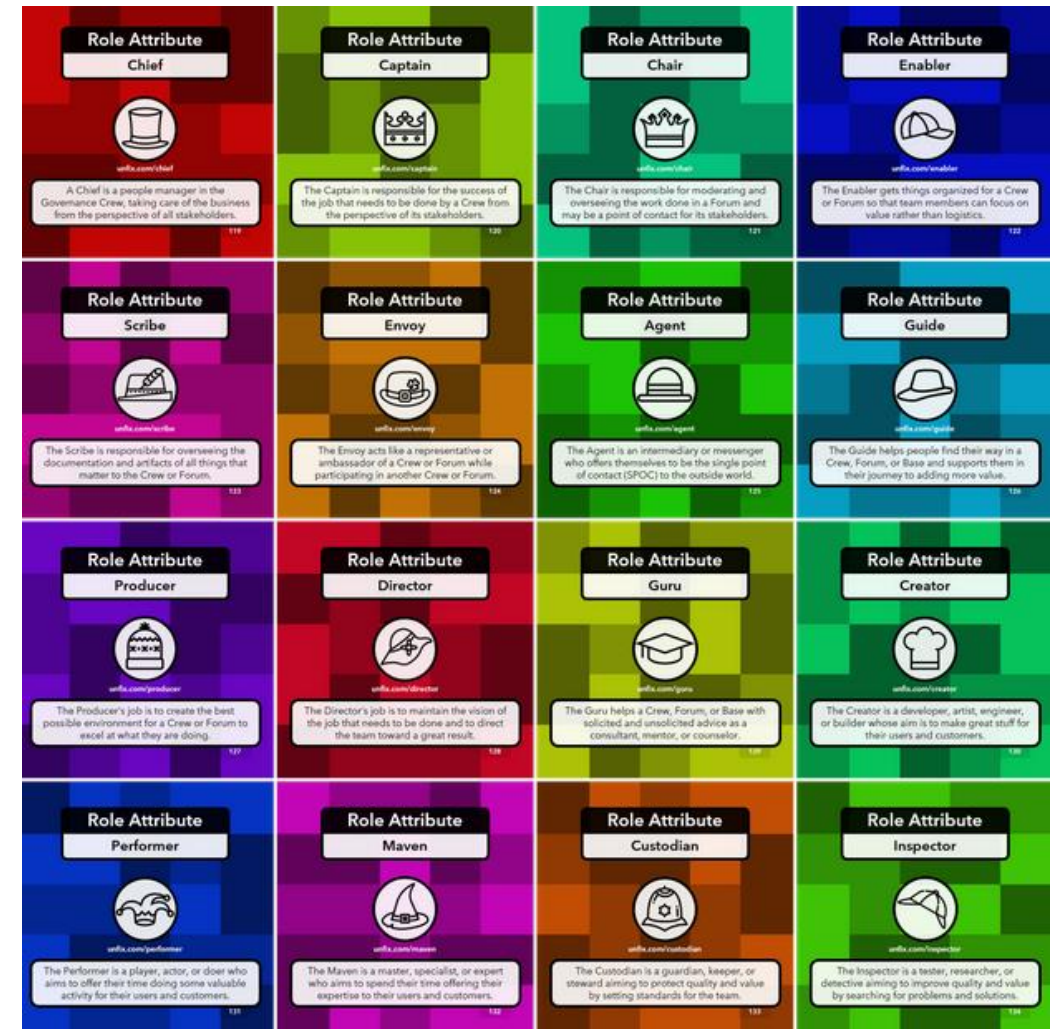 Role Attribute
Chief
unfix.com/chief
A Chief is a people manager in the
Governance Crew, taking care of the business
from the perspective of all stakeholders.
119
Role Attribute
Captain
unfix.com/captain
The Captain is responsible for the success of
the job that needs to be done by a Crew from
the perspective of its stakeholders.
120
Role Attribute
Chair
unfix.com/chair
The Chair is responsible for moderating and
overseeing the work done in a Forum and
may be a point of contact for its stakeholders.
121
Role Attribute
Enabler
unfix.com/enabler
The Enabler gets things organized for a Crew
or Forum so that team members can focus on
value rather than logistics.
122
Role Attribute
Scribe
unfix.com/scribe
The Scribe is responsible for overseeing the
documentation and artifacts of all things that
matter to the Crew or Forum.
123
Role Attribute
Envoy
unfix.com/envoy
The Envoy acts like a representative or
ambassador of a Crew or Forum while
participating in another Crew or Forum.
124
Role Attribute
Agent
unfix.com/agent
The Agent is an intermediary or messenger
who offers themselves to be the single point
of contact (SPOC) to the outside world.
125
Role Attribute
Guide
unfix.com/guide
The Guide helps people find their way in a
Crew, Forum, or Base and supports them in
their journey to adding more value.
126
Role Attribute
Producer
unfix.com/producer
The Producer's job is to create the best
possible environment for a Crew or Forum to
excel at what they are doing.
127
Role Attribute
Director
unfix.com/director
The Director's job is to maintain the vision of
the job that needs to be done and to direct
the team toward a great result.
128
Role Attribute
Guru
unfix.com/guru
The Guru helps a Crew, Forum, or Base with
solicited and unsolicited advice as a
consultant, mentor, or counselor.
129
Role Attribute
Creator
unfix.com/creator
The Creator is a developer, artist, engineer,
or builder whose aim is to make great stuff for
their users and customers.
130
Role Attribute
Performer
unfix.com/performer
The Performer is a player, actor, or doer who
aims to offer their time doing some valuable
activity for their users and customers.
131
Role Attribute
Maven
unfix.com/maven
The Maven is a master, specialist, or expert
who aims to spend their time offering their
expertise to their users and customers.
132
Role Attribute
Custodian
unfix.com/custodian
The Custodian is a guardian, keeper, or
steward aiming to protect quality and value
by setting standards for the team.
133
Role Attribute
Inspector
unfix.com/inspector
The Inspector is a tester, researcher, or
detective aiming to improve quality and value
by searching for problems and solutions.
134